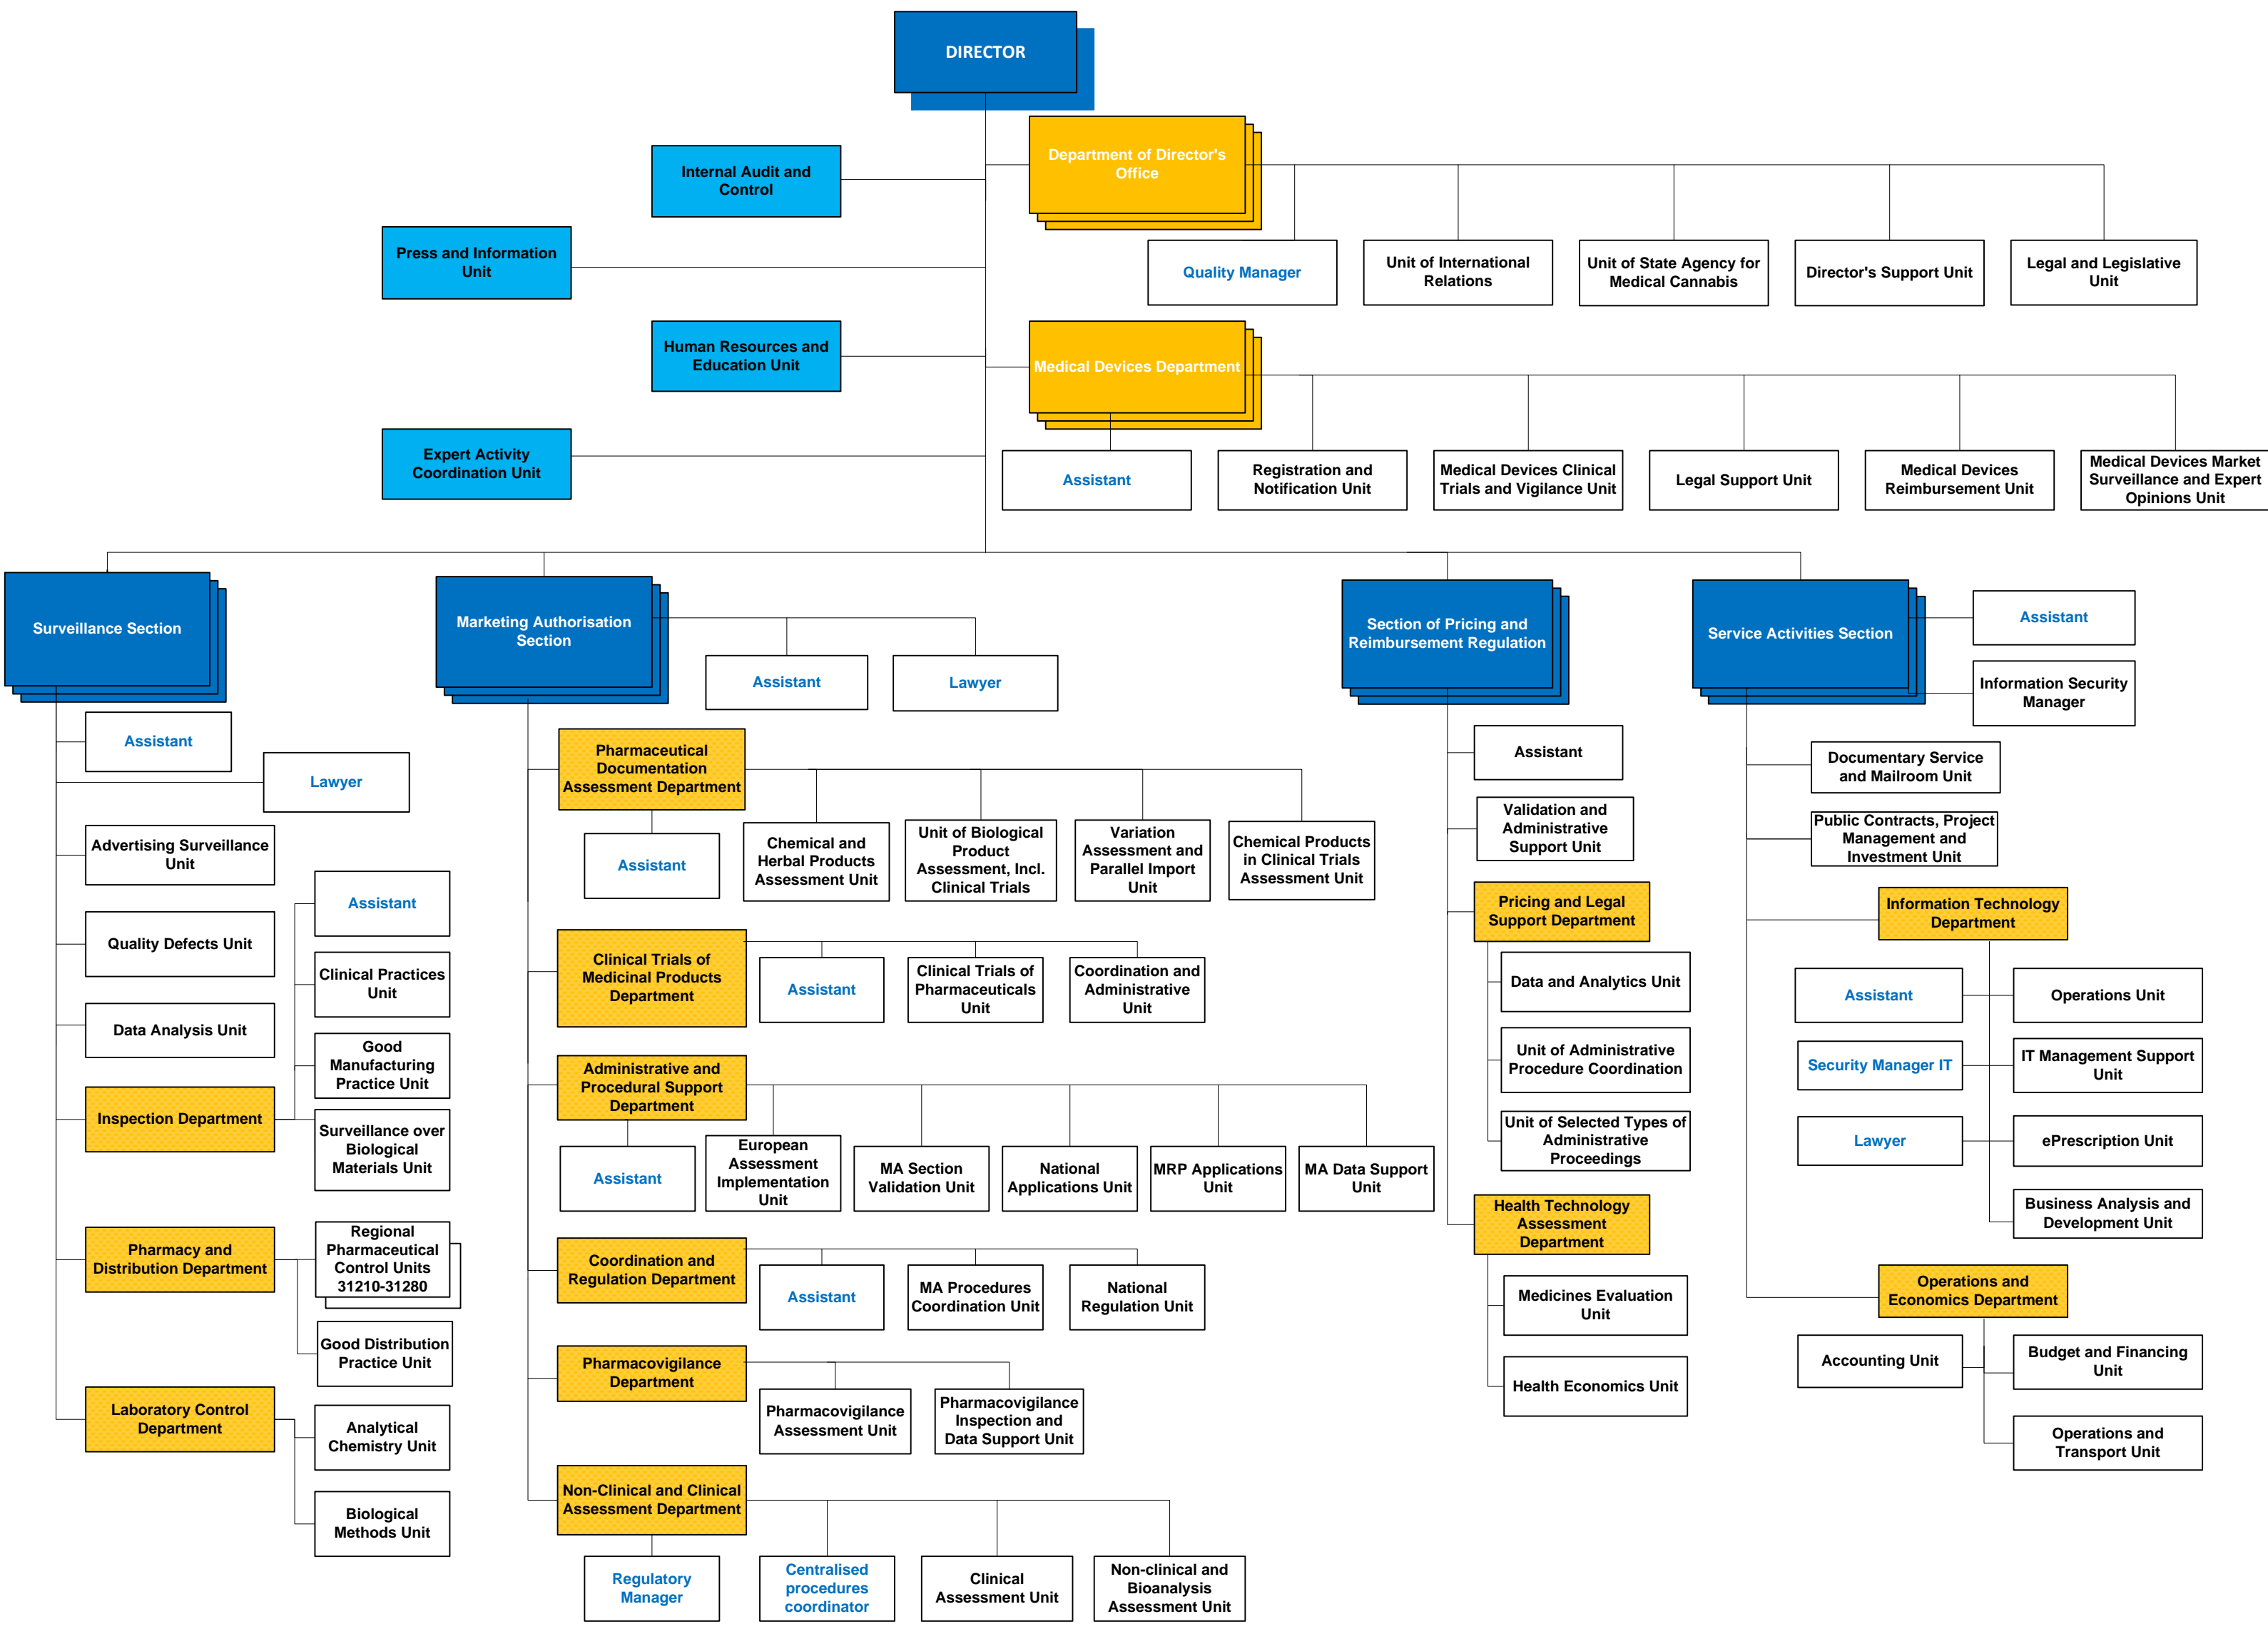 DIRECTOR
Department of Director's
Office
Internal Audit and
Control
Press and Information
Unit
Quality Manager
Unit of International
Relations
Unit of State Agency for
Medical Cannabis
Director's Support Unit
Legal and Legislative
Unit
Human Resources and
Education Unit
Medical Devices Department
Expert Activity
Coordination Unit
Assistant
Registration and
Notification Unit
Medical Devices Clinical
Trials and Vigilance Unit
Legal Support Unit
Medical Devices
Reimbursement Unit
Medical Devices Market
Surveillance and Expert
Opinions Unit
Surveillance Section
Assistant
Lawyer
Advertising Surveillance
Unit
Quality Defects Unit
Data Analysis Unit
Inspection Department
Assistant
Clinical Practices
Unit
Good
Manufacturing
Practice Unit
Surveillance over
Biological
Materials Unit
Pharmacy and
Distribution Department
Regional
Pharmaceutical
Control Units
31210-31280
Good Distribution
Practice Unit
Laboratory Control
Department
Analytical
Chemistry Unit
Biological
Methods Unit
Marketing Authorisation
Section
Assistant
Lawyer
Pharmaceutical
Documentation
Assessment Department
Assistant
Chemical and
Herbal Products
Assessment Unit
Unit of Biological
Product
Assessment, Incl.
Clinical Trials
Variation
Assessment and
Parallel Import
Unit
Chemical Products
in Clinical Trials
Assessment Unit
Clinical Trials of
Medicinal Products
Department
Assistant
Clinical Trials of
Pharmaceuticals
Unit
Coordination and
Administrative
Unit
Administrative and
Procedural Support
Department
Assistant
European
Assessment
Implementation
Unit
MA Section
Validation Unit
National
Applications Unit
MRP Applications
Unit
MA Data Support
Unit
Coordination and
Regulation Department
Assistant
MA Procedures
Coordination Unit
National
Regulation Unit
Pharmacovigilance
Department
Pharmacovigilance
Assessment Unit
Pharmacovigilance
Inspection and
Data Support Unit
Non-Clinical and Clinical
Assessment Department
Regulatory
Manager
Centralised
procedures
coordinator
Clinical
Assessment Unit
Non-clinical and
Bioanalysis
Assessment Unit
Section of Pricing and
Reimbursement Regulation
Assistant
Validation and
Administrative
Support Unit
Pricing and Legal
Support Department
Data and Analytics Unit
Unit of Administrative
Procedure Coordination
Unit of Selected Types of
Administrative
Proceedings
Health Technology
Assessment
Department
Medicines Evaluation
Unit
Health Economics Unit
Service Activities Section
Assistant
Information Security
Manager
Documentary Service
and Mailroom Unit
Public Contracts, Project
Management and
Investment Unit
Information Technology
Department
Assistant
Operations Unit
Security Manager IT
IT Management Support
Unit
Lawyer
ePrescription Unit
Business Analysis and
Development Unit
Operations and
Economics Department
Accounting Unit
Budget and Financing
Unit
Operations and
Transport Unit